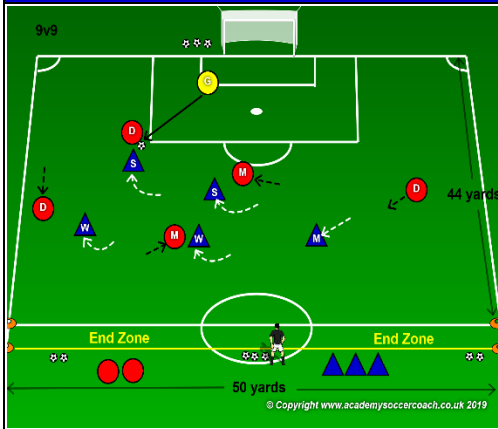 9v9
G
D
S
M
S
D
44 yards
D
W
M
W
M
End Zone
End Zone
50 yards
© Copyright www.academysoccercoach.co.uk 2019